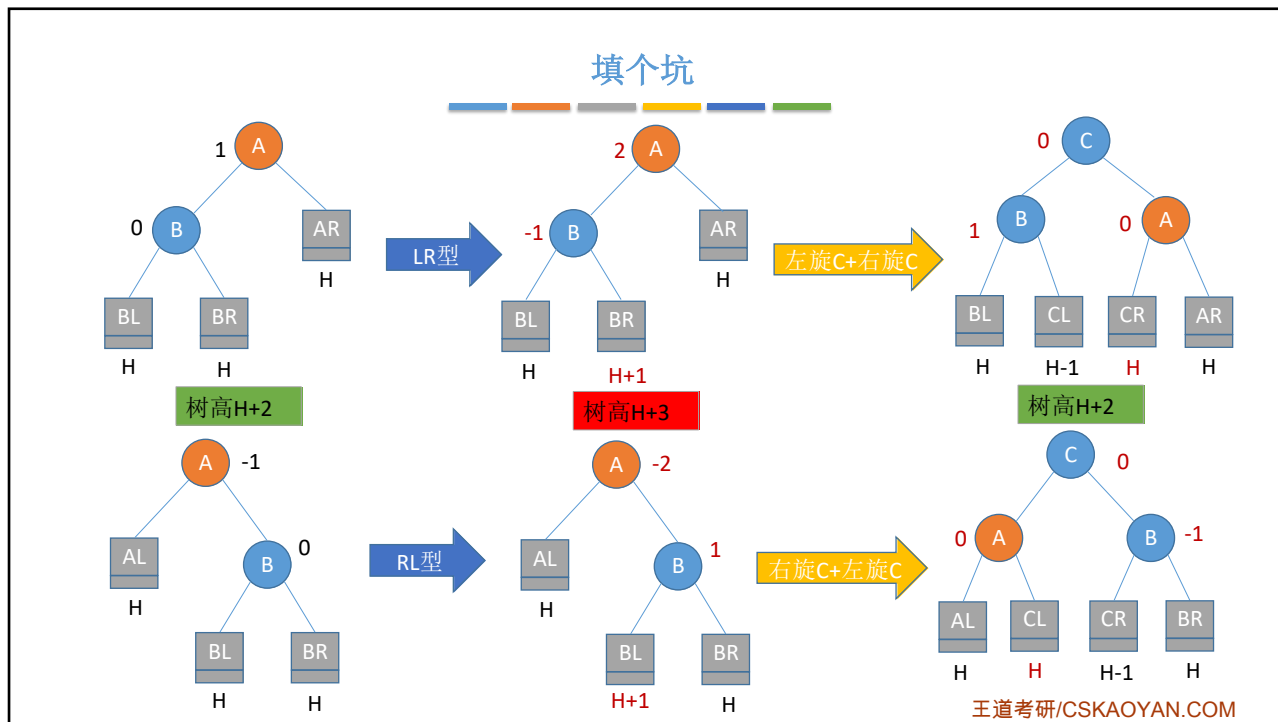 填个坑
A
1
B
0
AR
H
BL
BR
H
H
LR型
A
2
B
-1
AR
H
BL
BR
H
H+1
左旋C+右旋C
C
0
B
1
A
0
BL
CL
CR
AR
H
H-1
H
H
树高H+2
树高H+3
树高H+2
A
-1
AL
H
B
0
BL
BR
H
H
RL型
A
-2
AL
H
B
1
BL
BR
H+1
H
右旋C+左旋C
C
0
A
0
B
-1
AL
CL
CR
BR
H
H
H-1
H
王道考研/CSKAOYAN.COM